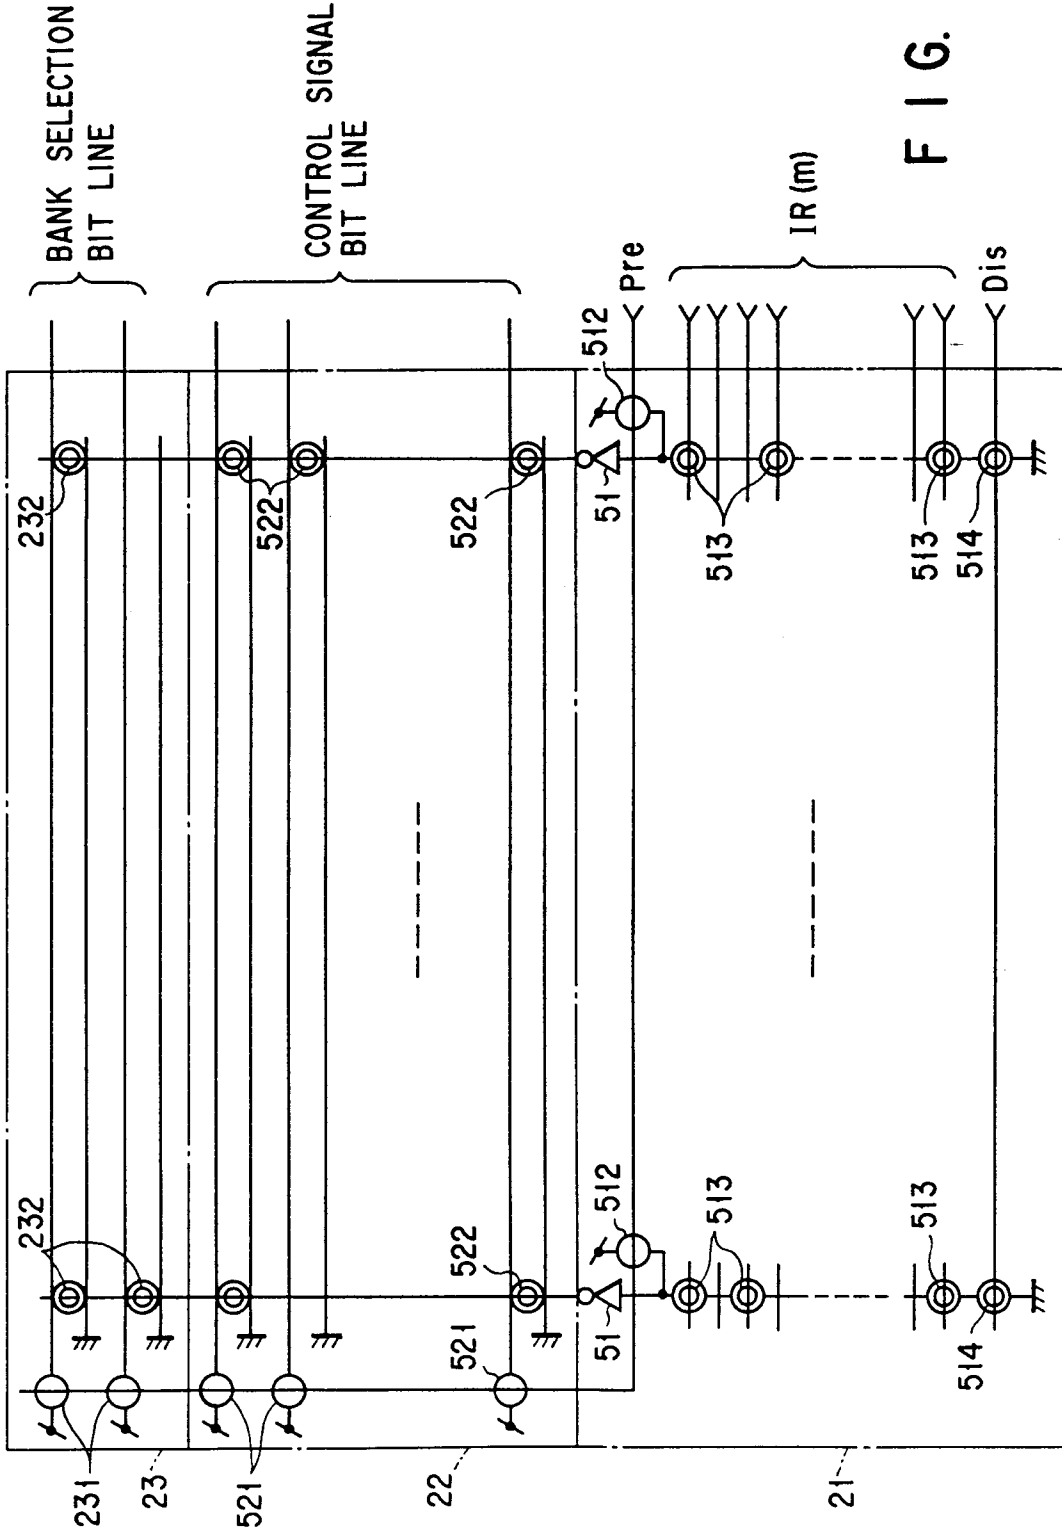 BANK SELECTION
BIT LINE
CONTROL SIGNAL
BIT LINE
Pre
IR (m)
Dis
F I G.
232
522
522
512
51
513
513
514
232
522
521
512
51
513
513
514
231
23
521
22
21